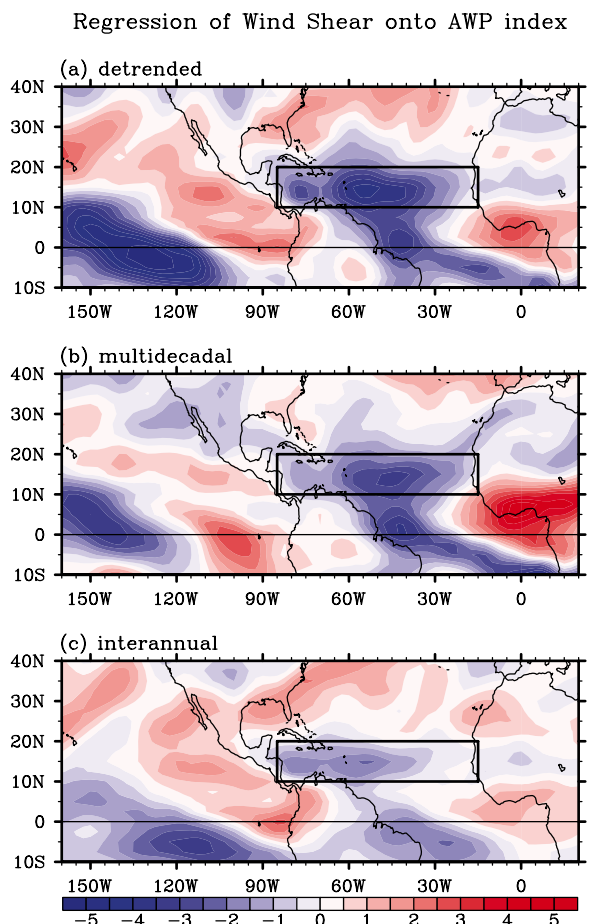 Regression of Wind Shear onto AWP index
(a) detrended
40N
30N
20N
10N
0
10S
150W 120W 90W 60W 30W 0
(b) multidecadal
40N
30N
20N
10N
0
10S
150W 120W 90W 60W 30W 0
(c) interannual
40N
30N
20N
10N
0
10S
150W 120W 90W 60W 30W 0
-5 -4 -3 -2 -1 0 1 2 3 4 5